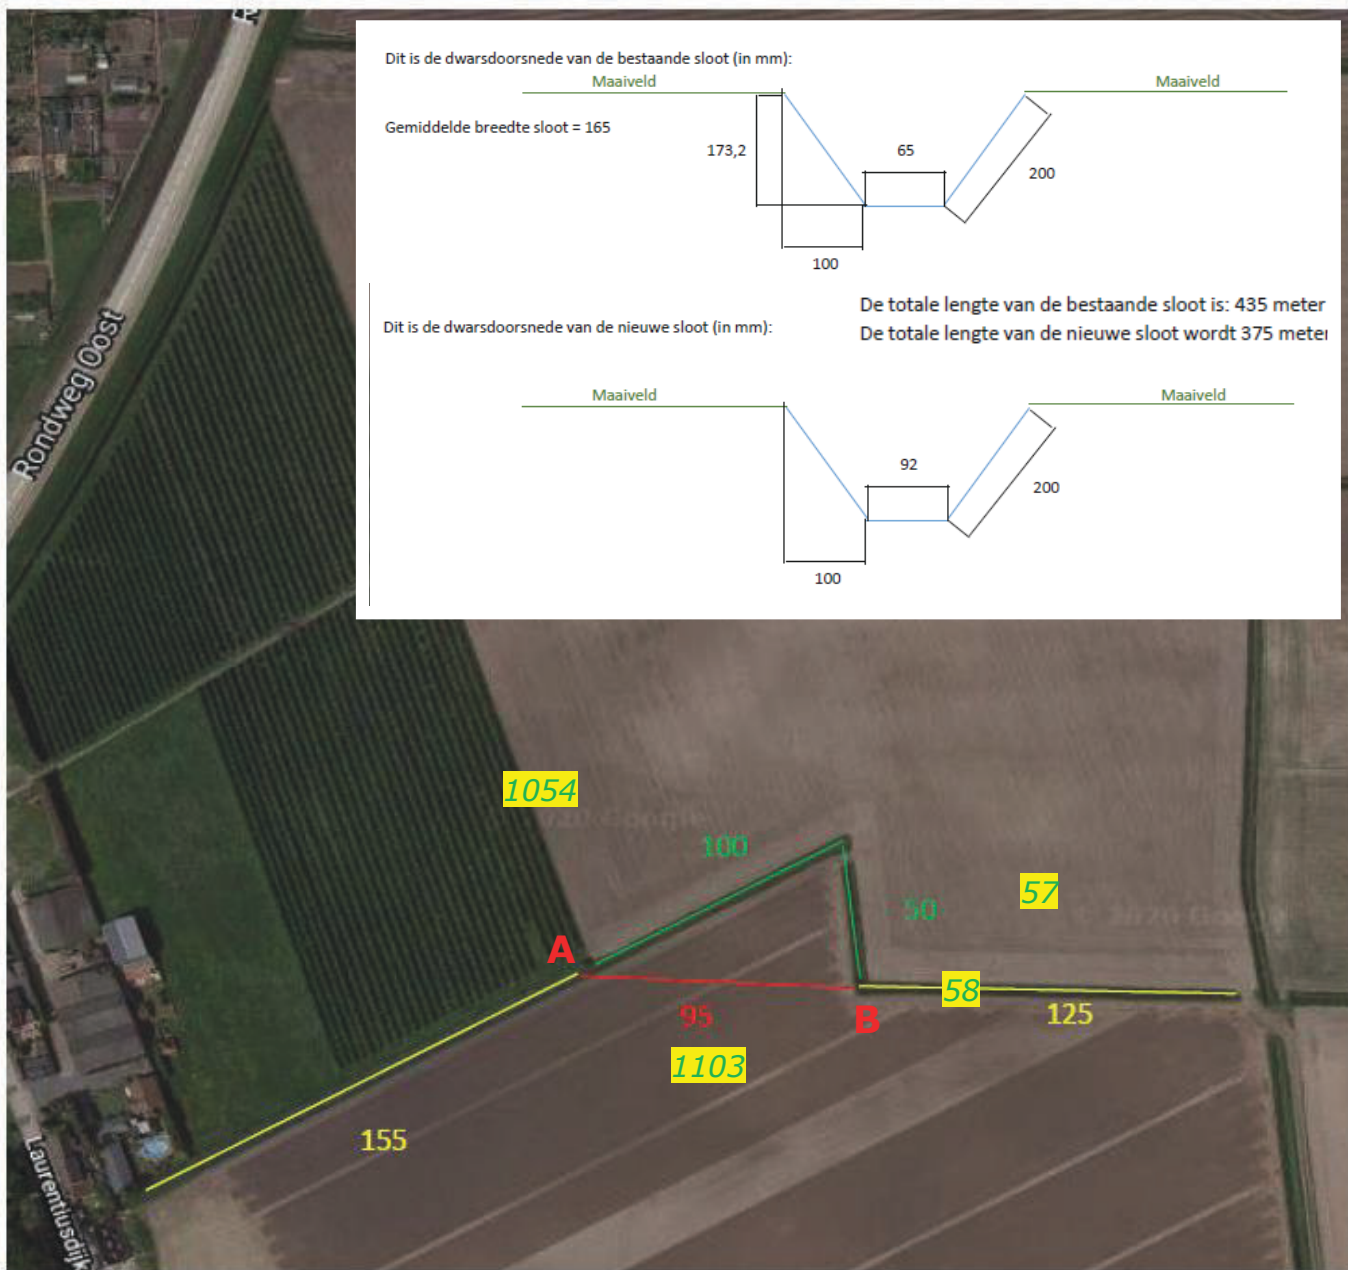 Dit is de dwarsdoorsnede van de bestaande sloot (in mm):
Maaiveld
Maaiveld
Gemiddelde breedte sloot = 165
173,2
65
200
100
De totale lengte van de bestaande sloot is: 435 meter
Dit is de dwarsdoorsnede van de nieuwe sloot (in mm):
De totale lengte van de nieuwe sloot wordt 375 meter
Maaiveld
Maaiveld
92
200
100
Rondweg Oost
1054
100
57
50
A
58
95
B
125
1103
155
Laurentiusdijk